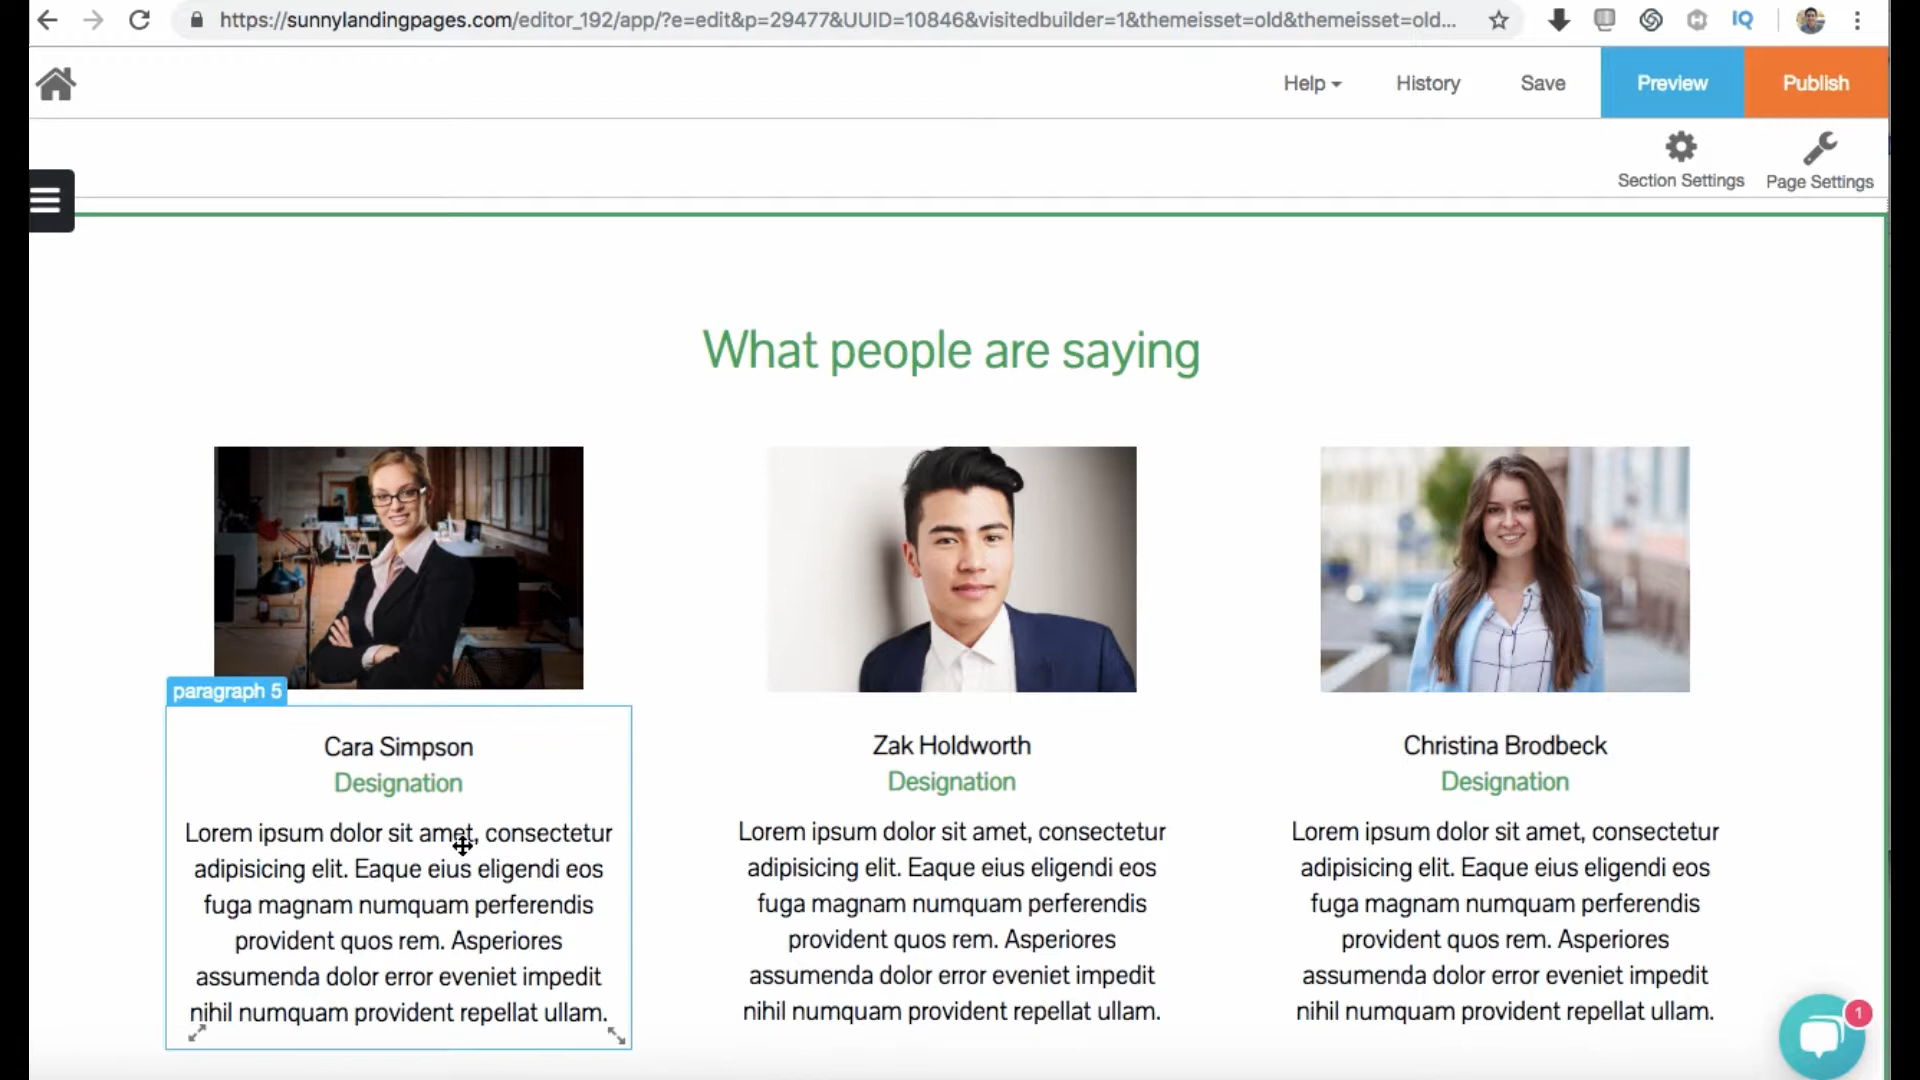 https://sunnylandingpages.com/editor_192/app/?e=edit&p=29477&UUID=10846&visitedbuilder=1&themeisset=old&themeisset=old...
IQ
Help
History
Save
Preview
Publish
Section Settings
Page Settings
What people are saying
paragraph 5
Cara Simpson
Designation
Lorem ipsum dolor sit amet, consectetur
adipisicing elit. Eaque eius eligendi eos
fuga magnam numquam perferendis
provident quos rem. Asperiores
assumenda dolor error eveniet impedit
nihil numquam provident repellat ullam.
Zak Holdworth
Designation
Lorem ipsum dolor sit amet, consectetur
adipisicing elit. Eaque eius eligendi eos
fuga magnam numquam perferendis
provident quos rem. Asperiores
assumenda dolor error eveniet impedit
nihil numquam provident repellat ullam.
Christina Brodbeck
Designation
Lorem ipsum dolor sit amet, consectetur
adipisicing elit. Eaque eius eligendi eos
fuga magnam numquam perferendis
provident quos rem. Asperiores
assumenda dolor error eveniet impedit
nihil numquam provident repellat ullam.
1